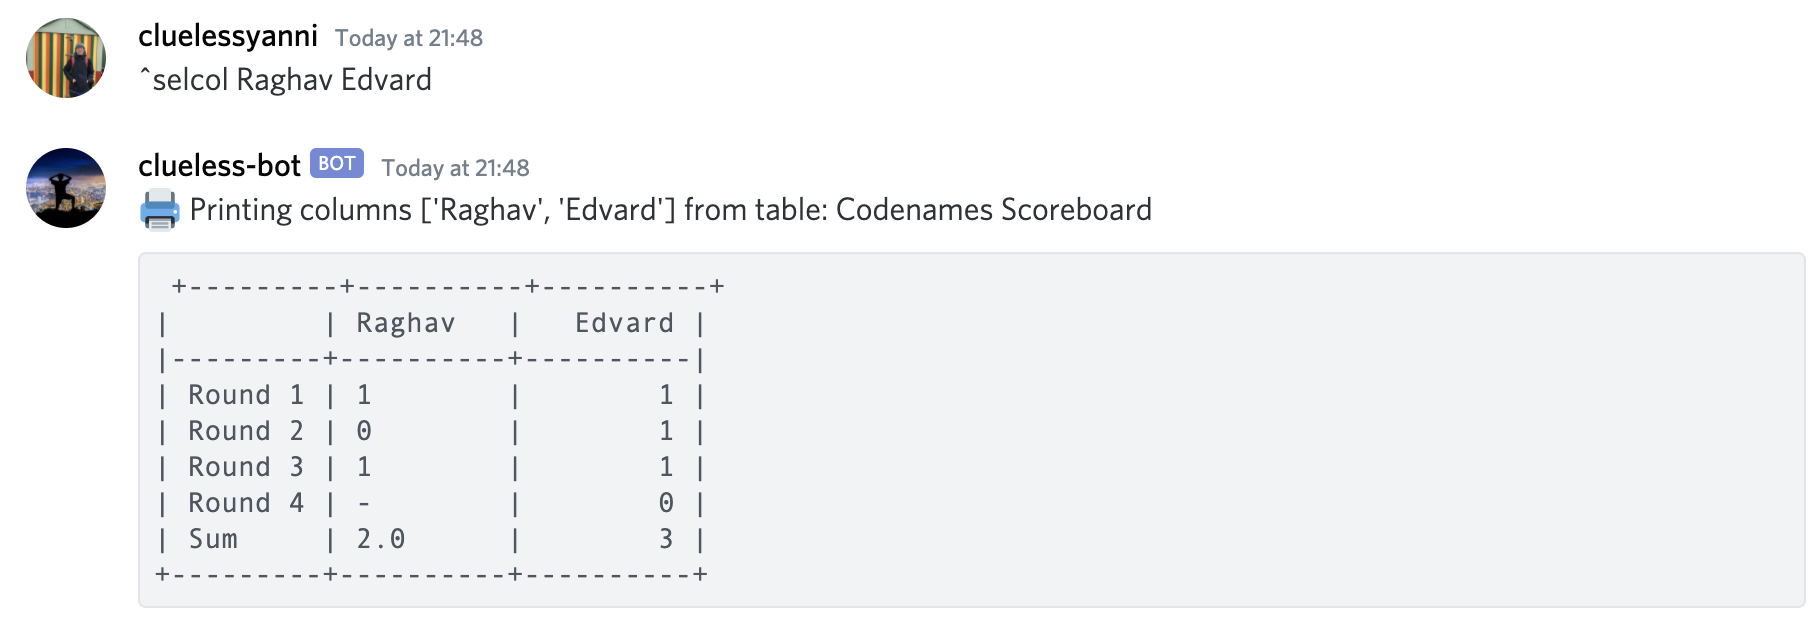 cluelessyanni Today at 21:48
^selcol Raghav Edvard
clueless-bot BOT Today at 21:48
🖨️ Printing columns ['Raghav', 'Edvard'] from table: Codenames Scoreboard
 +---------+----------+----------+
|         | Raghav   |   Edvard |
|---------+----------+----------|
| Round 1 | 1        |        1 |
| Round 2 | 0        |        1 |
| Round 3 | 1        |        1 |
| Round 4 | -        |        0 |
| Sum     | 2.0      |        3 |
+---------+----------+----------+